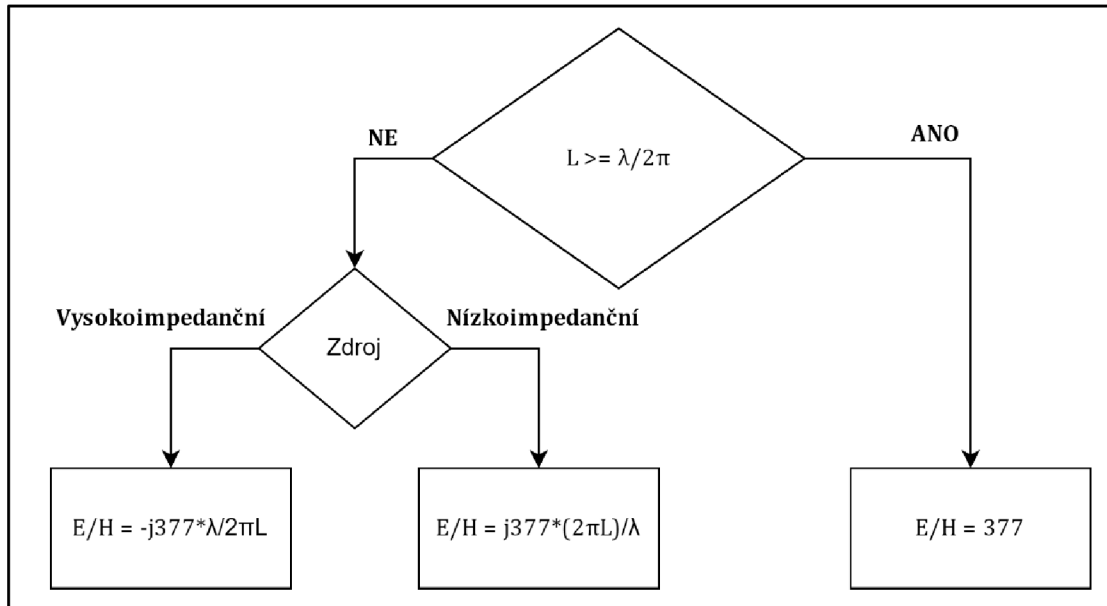 NE
ANO
L >= λ/2π
Vysokoimpedanční
Nízkoimpedanční
Zdroj
E/H = -j377*λ/2πL
E/H = j377*(2πL)/λ
E/H = 377